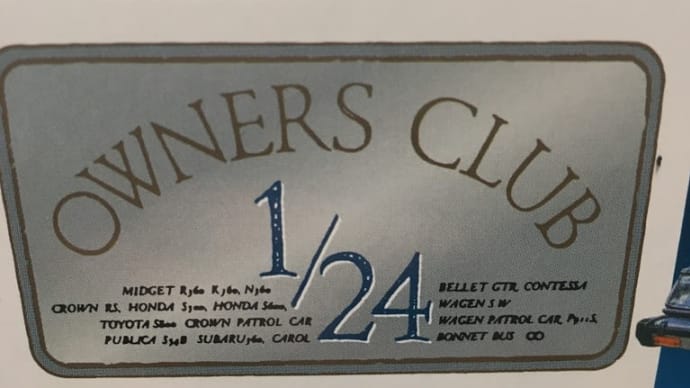 OWNERS CLUB
1/24
MIDGET R360 K360, N360
CROWN RS, HONDA S500, HONDA S600,
TOYOTA S800 CROWN PATROL CAR
PUBLICA SUBARU360, CAROL
BELLET GTR CONTESSA
WAGEN S W
WAGEN PATROL CAR,
BONNET BUS